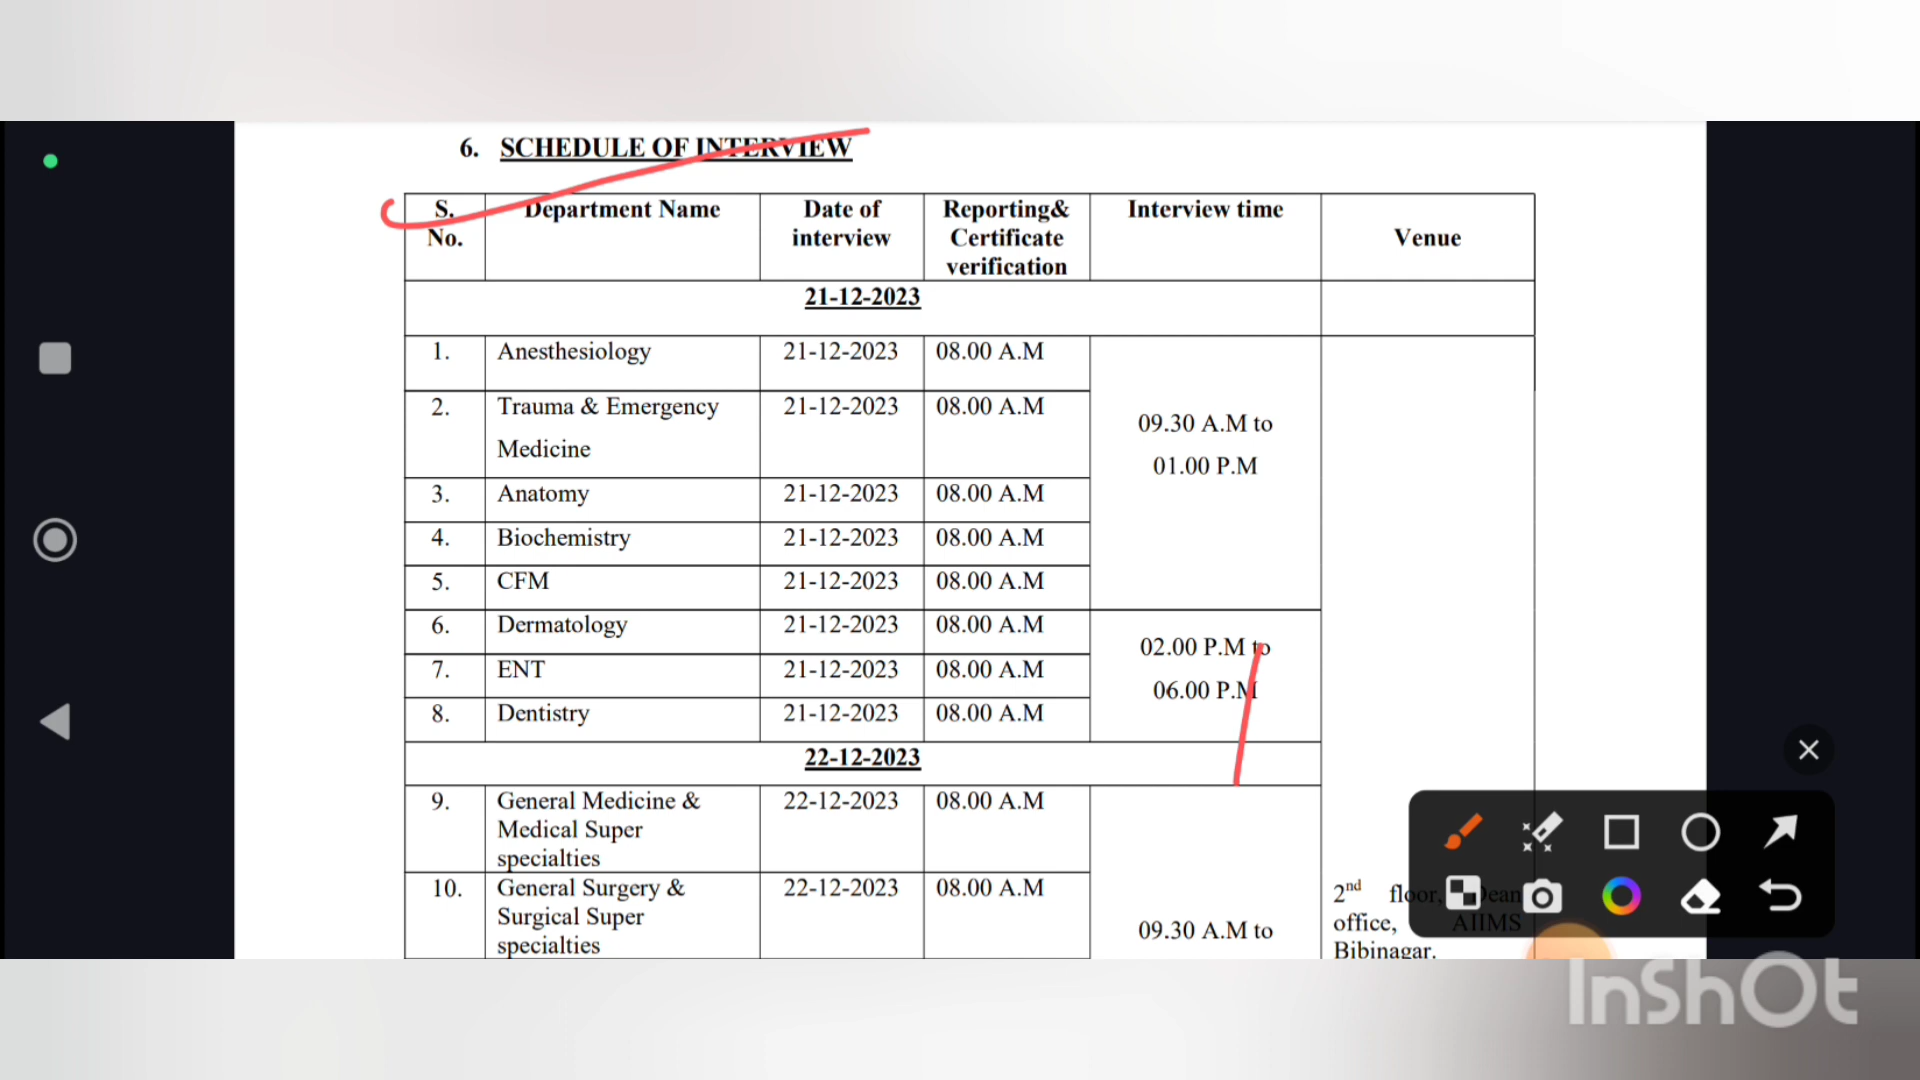 6. SCHEDULE OF INTERVIEW
S. No. Department Name Date of interview Reporting& Certificate verification Interview time Venue
21-12-2023
1. Anesthesiology 21-12-2023 08.00 A.M
2. Trauma & Emergency Medicine 21-12-2023 08.00 A.M
09.30 A.M to
01.00 P.M
3. Anatomy 21-12-2023 08.00 A.M
4. Biochemistry 21-12-2023 08.00 A.M
5. CFM 21-12-2023 08.00 A.M
6. Dermatology 21-12-2023 08.00 A.M
02.00 P.M to
06.00 P.M
7. ENT 21-12-2023 08.00 A.M
8. Dentistry 21-12-2023 08.00 A.M
22-12-2023
9. General Medicine & Medical Super specialties 22-12-2023 08.00 A.M
10. General Surgery & Surgical Super specialties 22-12-2023 08.00 A.M
09.30 A.M to
2nd floor, Dean
office, AIIMS
Bibinagar.
InShOt